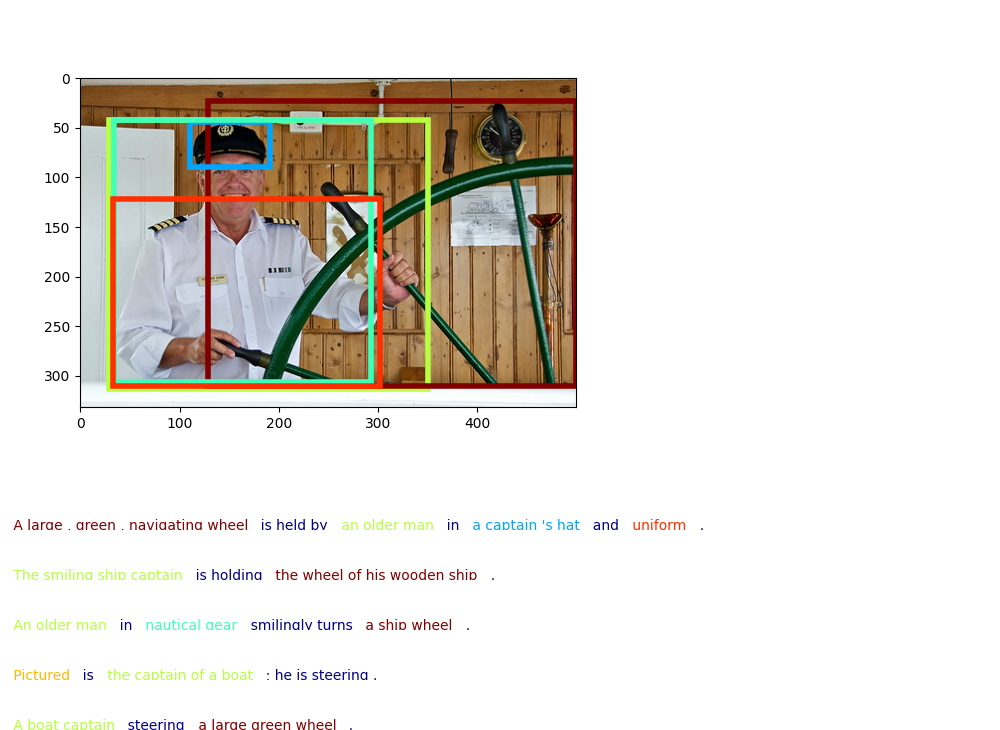 0
50
100
150
200
250
300
0 100 200 300 400
A large , green , navigating wheel is held by an older man in a captain 's hat and uniform .
The smiling ship captain is holding the wheel of his wooden ship .
An older man in nautical gear smilingly turns a ship wheel .
Pictured is the captain of a boat ; he is steering .
A boat captain steering a large green wheel .